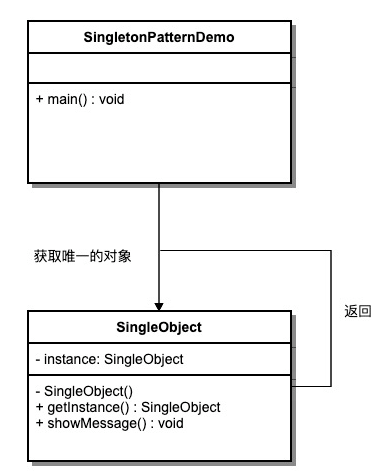 SingletonPatternDemo
+ main() : void
获取唯一的对象
返回
SingleObject
- instance: SingleObject
- SingleObject()
+ getInstance() : SingleObject
+ showMessage() : void